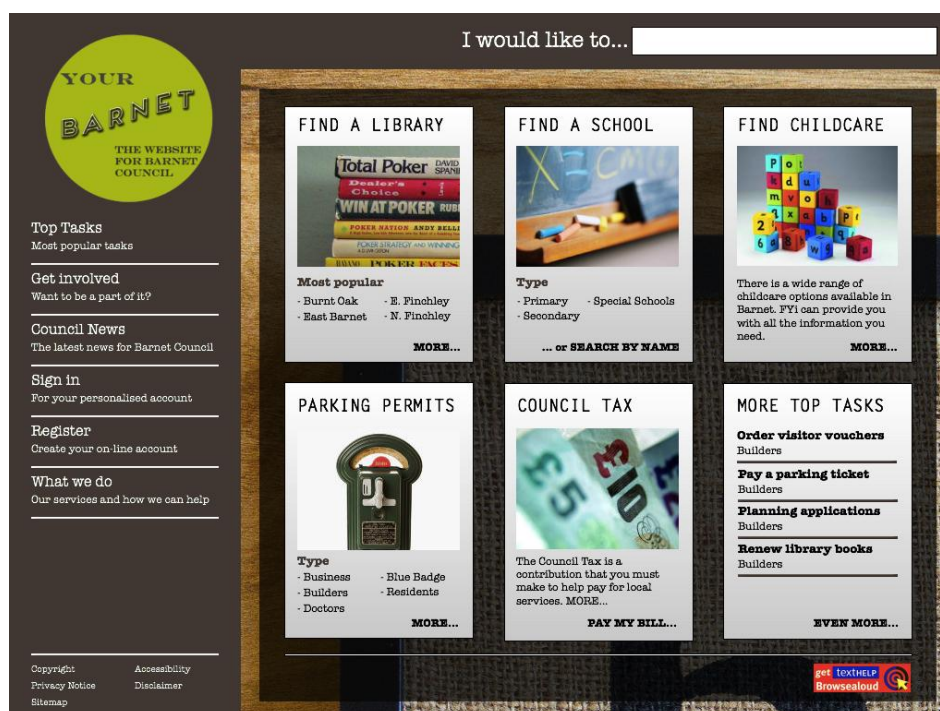 I would like to...
YOUR
BARNET
THE WEBSITE
FOR BARNET
COUNCIL
Top Tasks
Most popular tasks
Get involved
Want to be a part of it?
Council News
The latest news for Barnet Council
Sign in
For your personalised account
Register
Create your on-line account
What we do
Our services and how we can help
Copyright
Accessibility
Privacy Notice
Disclaimer
Sitemap
FIND A LIBRARY
Total Poker DAVID
Dealer's
Choice
WIN AT POKER
POKER NATION ANDY
POKER STRATEGY AND WINNING
POKER FACES
Most popular
- Burnt Oak
- E. Finchley
- East Barnet
- N. Finchley
MORE...
FIND A SCHOOL
Type
- Primary
- Special Schools
- Secondary
... or SEARCH BY NAME
FIND CHILDCARE
There is a wide range of
childcare options available in
Barnet. FYi can provide you
with all the information you
need.
MORE...
PARKING PERMITS
Type
- Business
- Blue Badge
- Builders
- Residents
- Doctors
MORE...
COUNCIL TAX
£5
£10
The Council Tax is a
contribution that you must
make to help pay for local
services. MORE...
PAY MY BILL...
MORE TOP TASKS
Order visitor vouchers
Builders
Pay a parking ticket
Builders
Planning applications
Builders
Renew library books
Builders
EVEN MORE...
get textHELP
Browsealoud